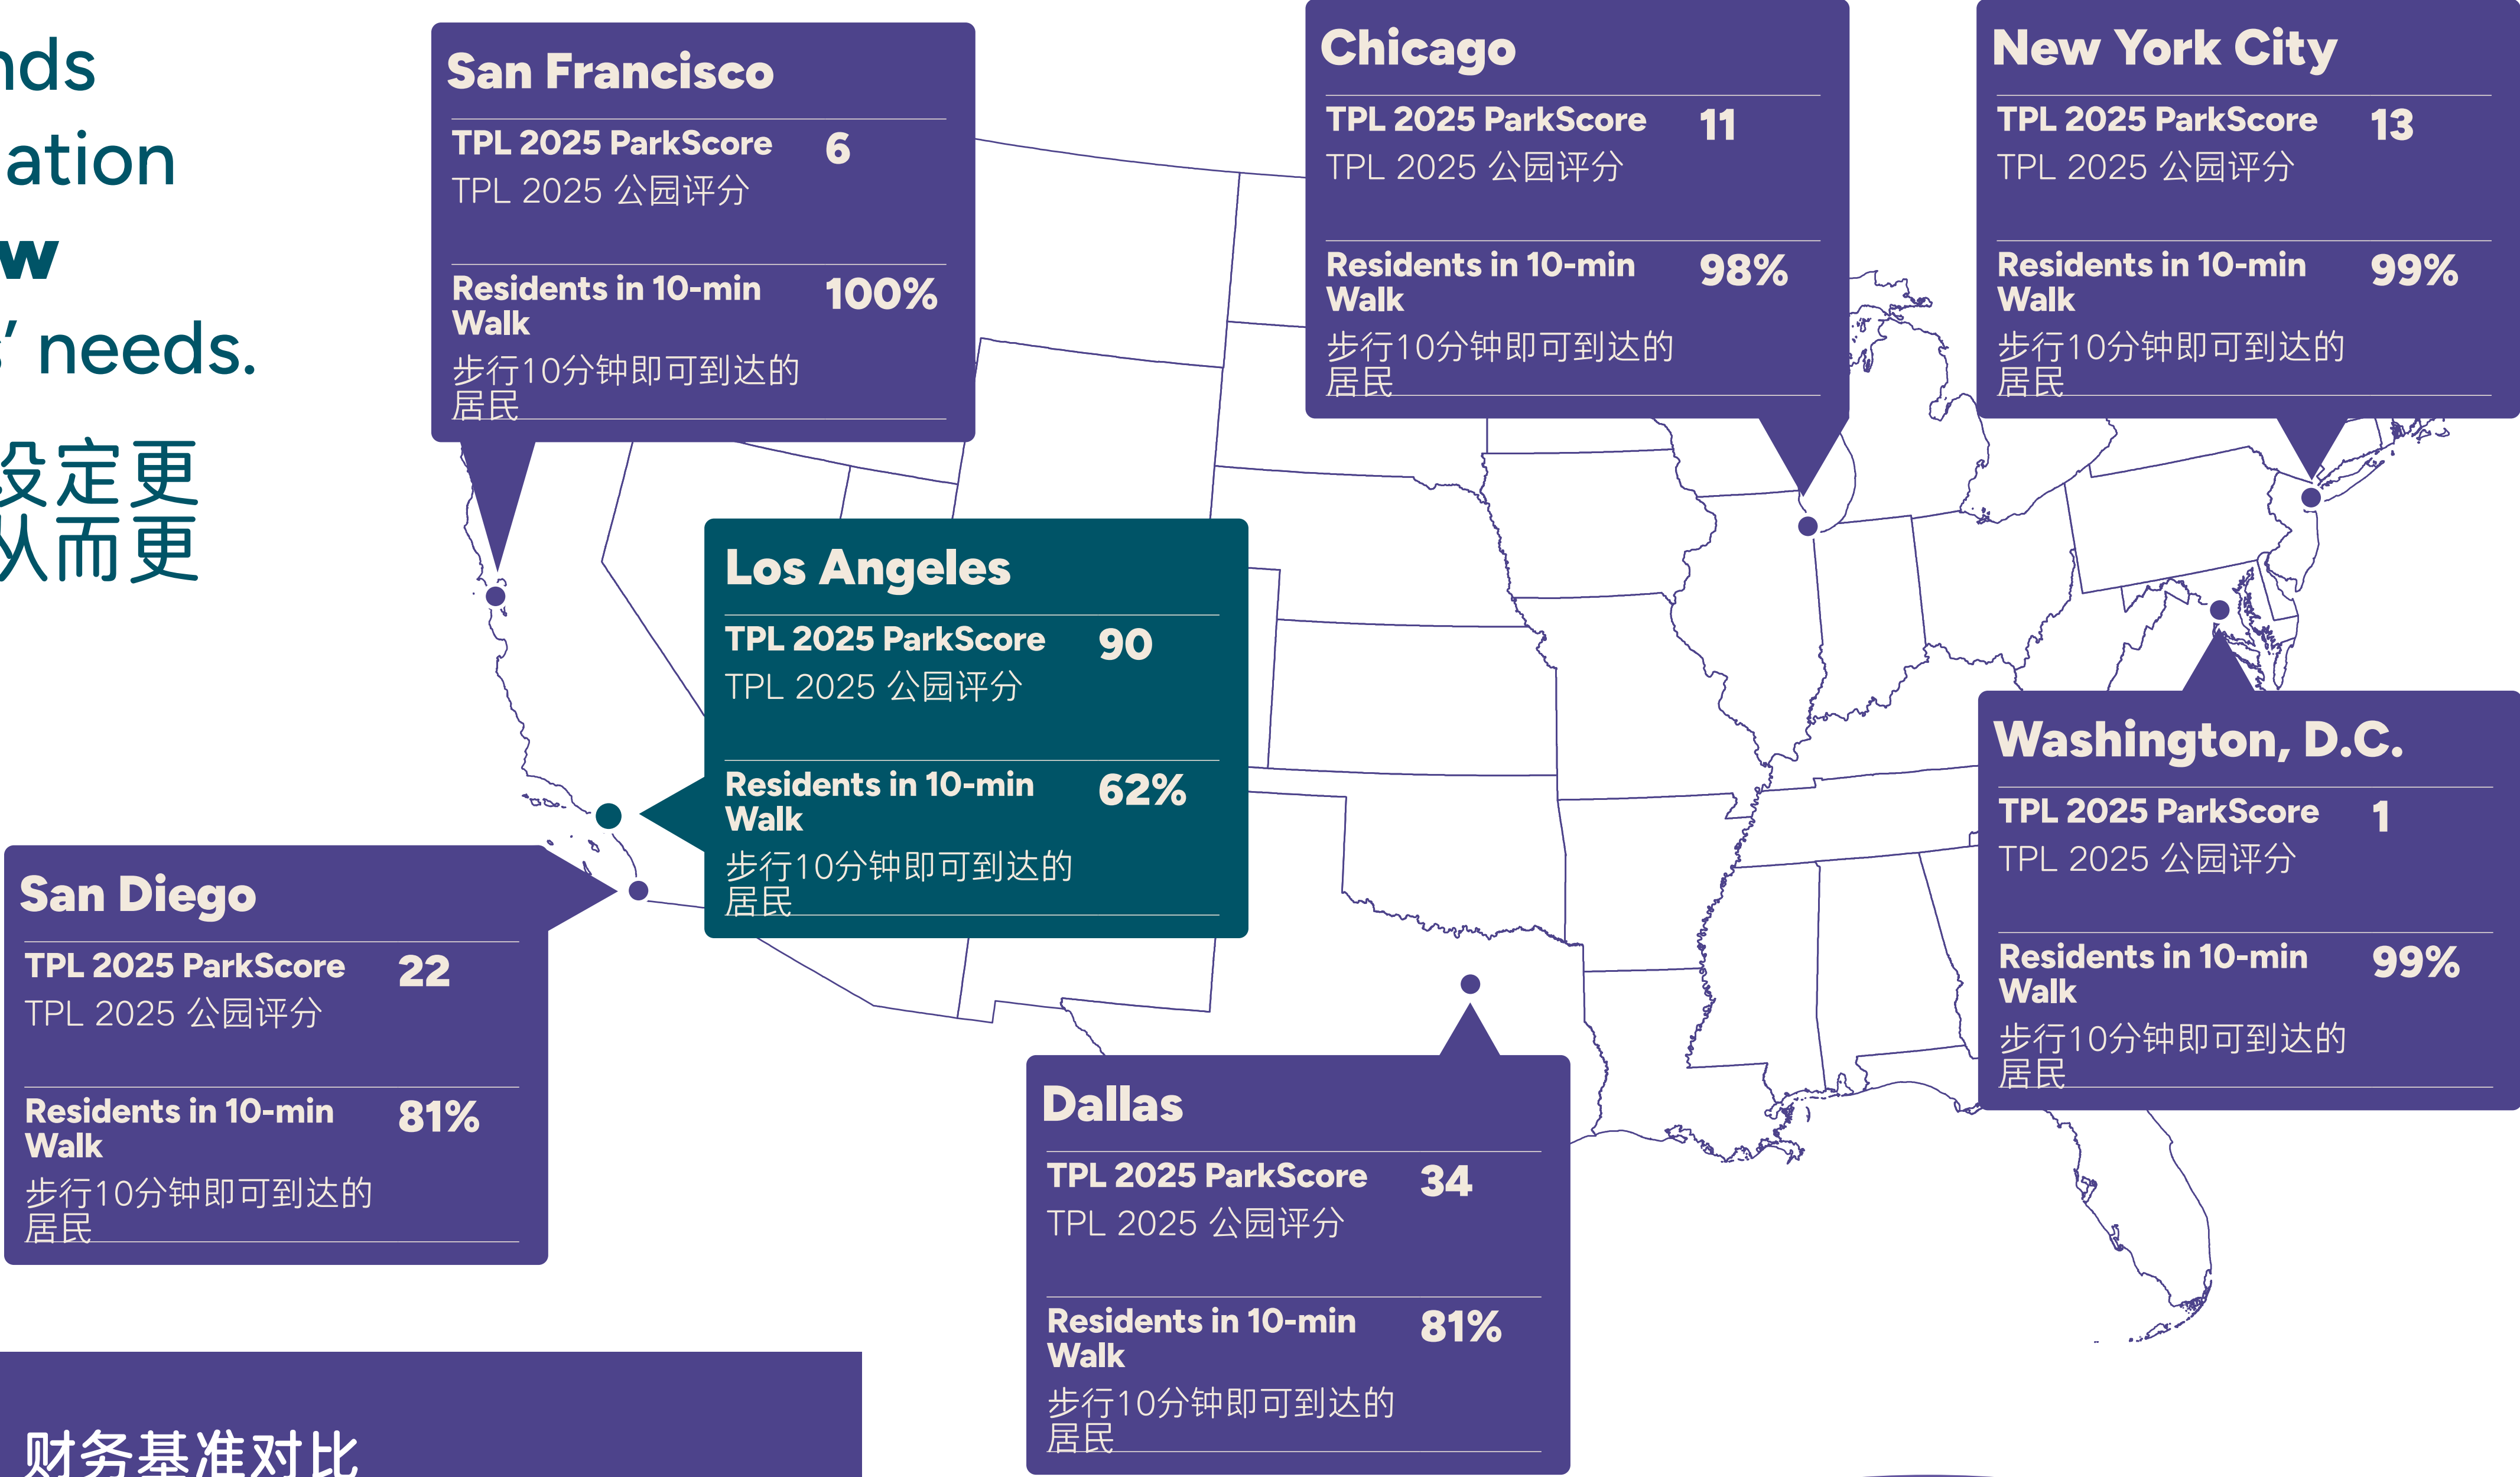 nds
ation
w
s’ needs.
设定更
从而更
San Francisco
TPL 2025 ParkScore 6
TPL 2025 公园评分
Residents in 10-min 100%
Walk
步行10分钟即可到达的
居民
Chicago
TPL 2025 ParkScore 11
TPL 2025 公园评分
Residents in 10-min 98%
Walk
步行10分钟即可到达的
居民
New York City
TPL 2025 ParkScore 13
TPL 2025 公园评分
Residents in 10-min 99%
Walk
步行10分钟即可到达的
居民
Los Angeles
TPL 2025 ParkScore 90
TPL 2025 公园评分
Residents in 10-min 62%
Walk
步行10分钟即可到达的
居民
Washington, D.C.
TPL 2025 ParkScore 1
TPL 2025 公园评分
Residents in 10-min 99%
Walk
步行10分钟即可到达的
居民
San Diego
TPL 2025 ParkScore 22
TPL 2025 公园评分
Residents in 10-min 81%
Walk
步行10分钟即可到达的
居民
Dallas
TPL 2025 ParkScore 34
TPL 2025 公园评分
Residents in 10-min 81%
Walk
步行10分钟即可到达的
居民
财务基准对比